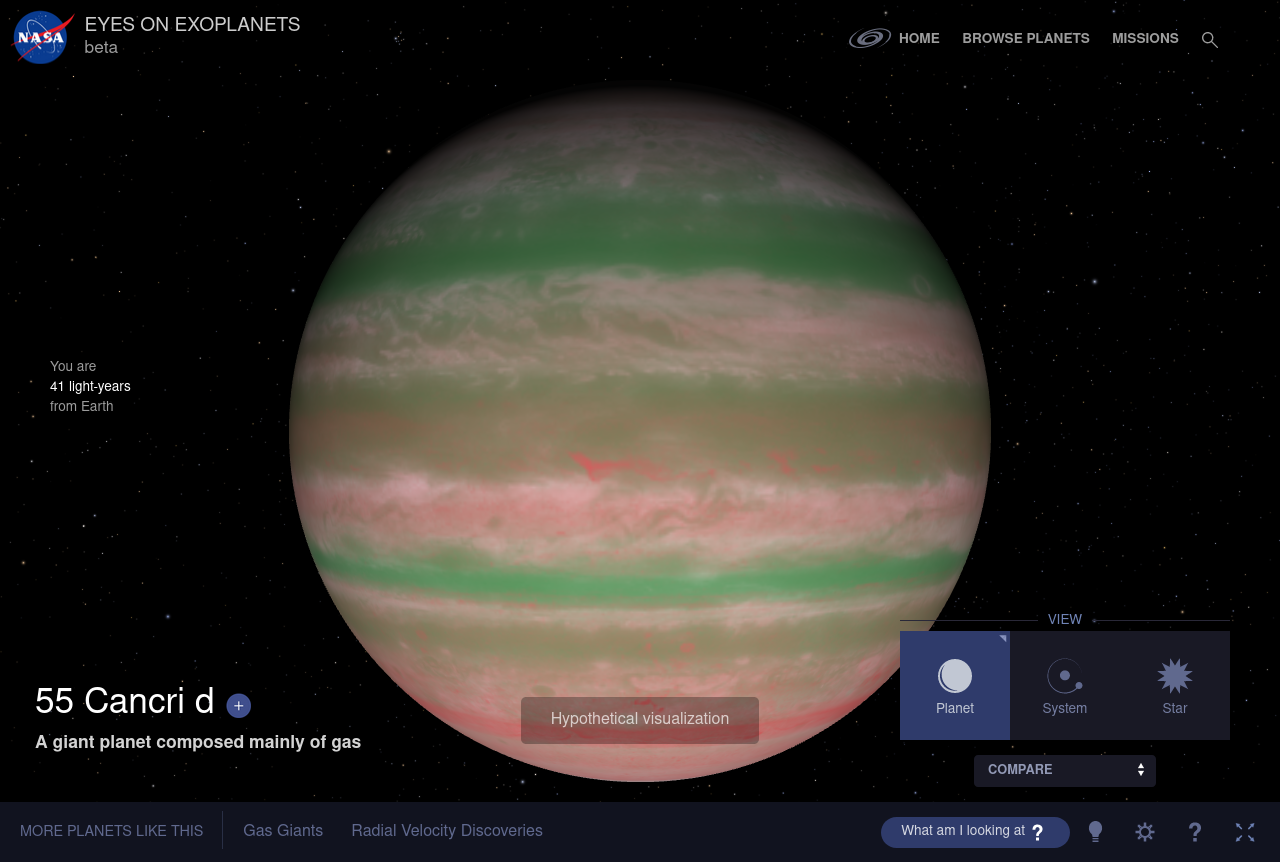 NASA
EYES ON EXOPLANETS
beta
HOME
BROWSE PLANETS
MISSIONS
You are
41 light-years
from Earth
VIEW
Planet
System
Star
55 Cancri d +
A giant planet composed mainly of gas
Hypothetical visualization
COMPARE
MORE PLANETS LIKE THIS
Gas Giants
Radial Velocity Discoveries
What am I looking at ?
?